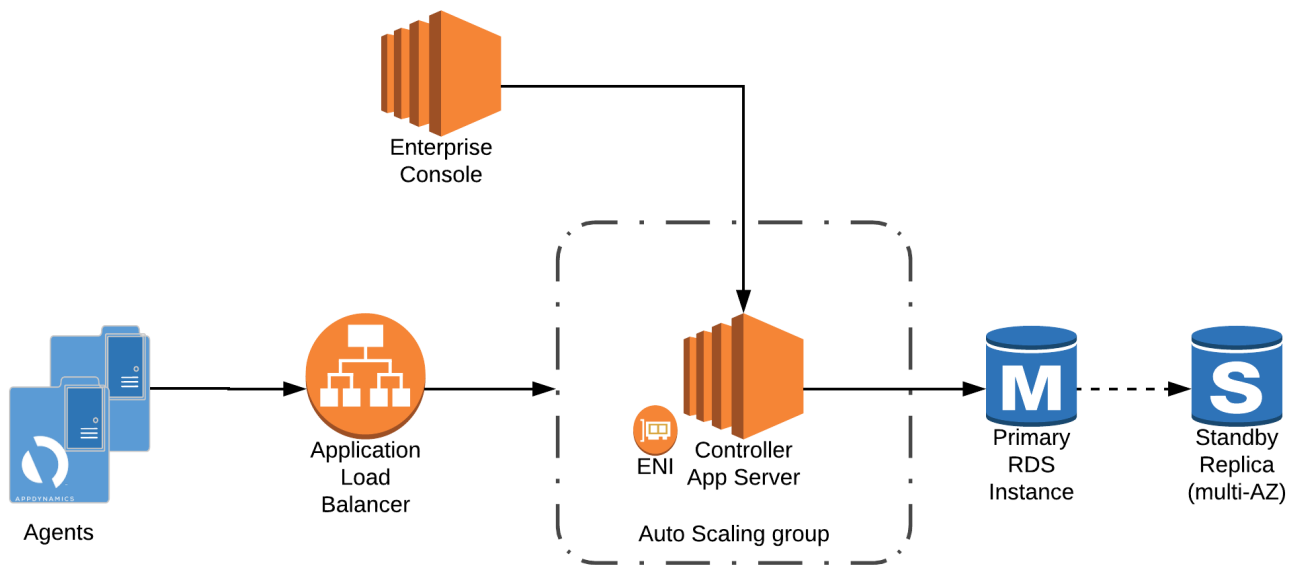 Enterprise
Console
APPDYNAMICS
Agents
Application
Load
Balancer
ENI
Controller
App Server
Auto Scaling group
M
Primary
RDS
Instance
S
Standby
Replica
(multi-AZ)